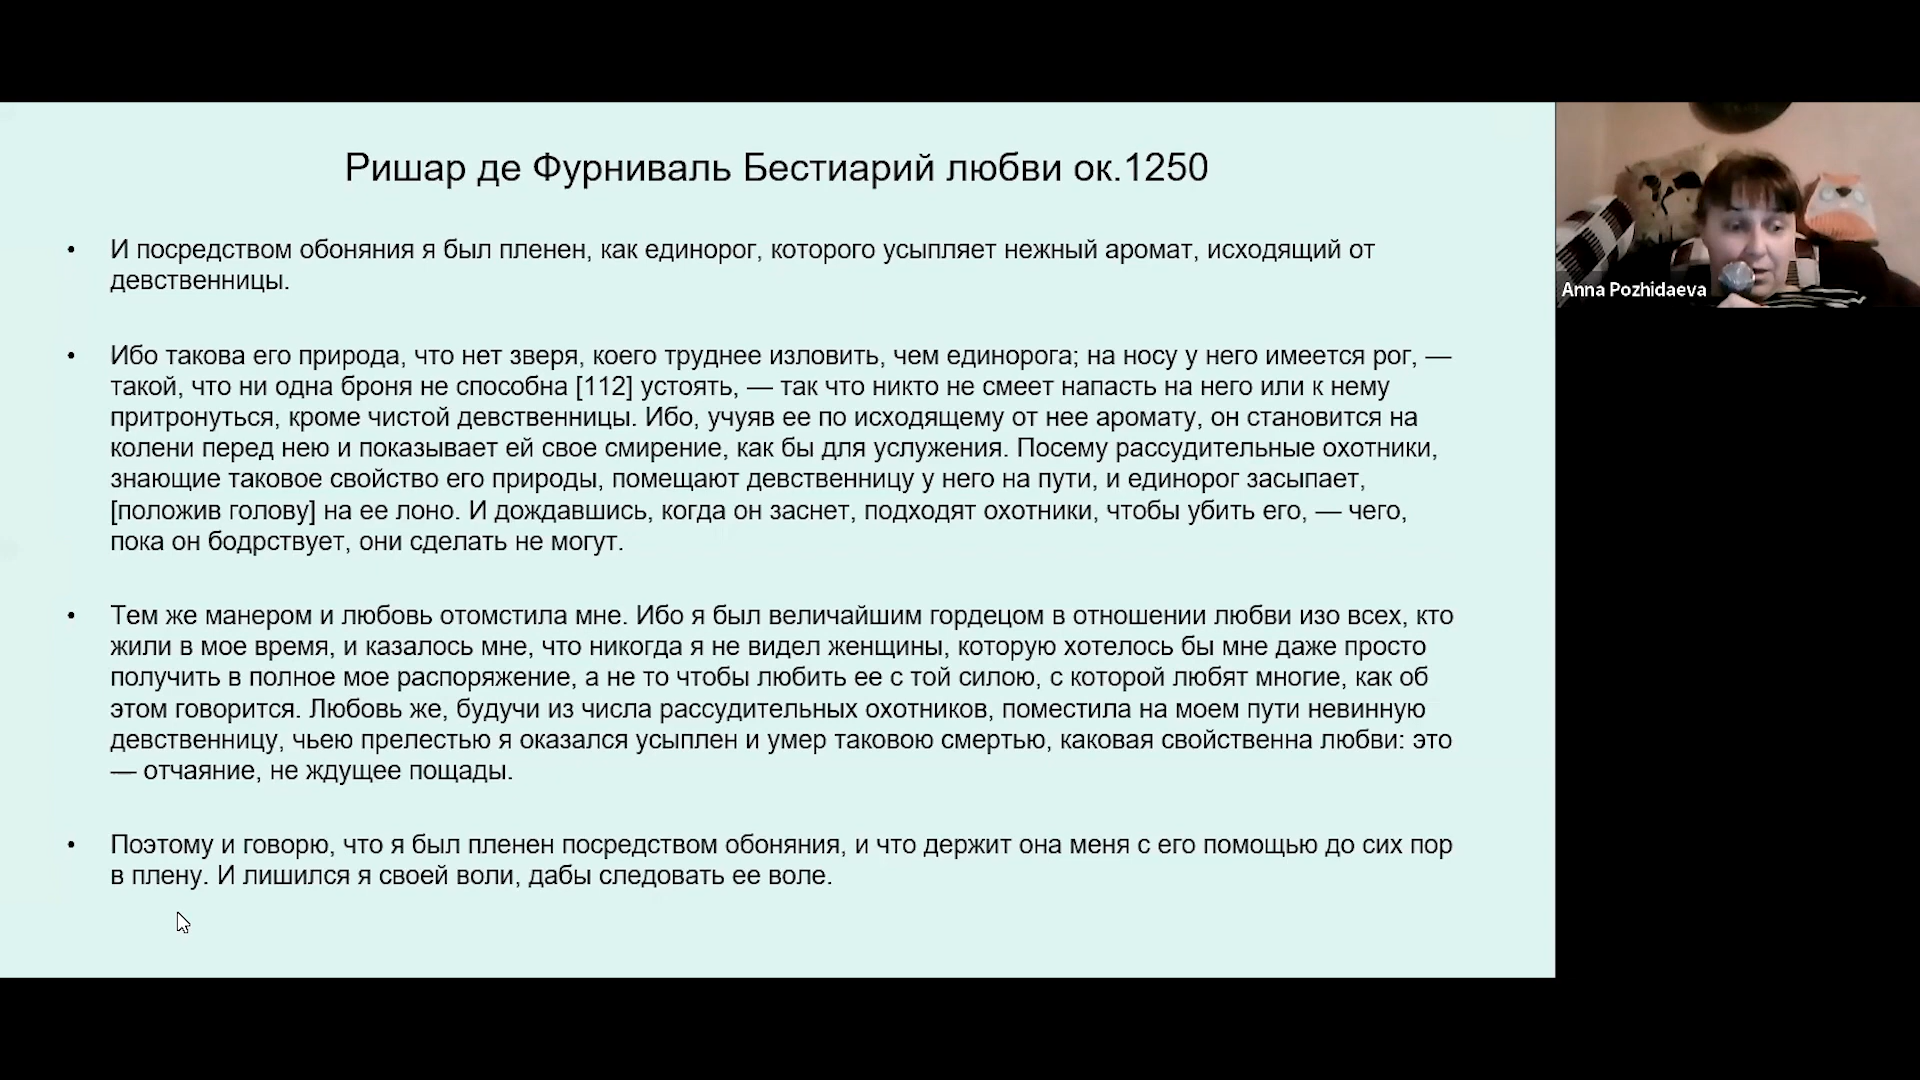 Ришар де Фурниваль Бестиарий любви ок.1250
• И посредством обоняния я был пленен, как единорог, которого усыпляет нежный аромат, исходящий от
девственницы.
• Ибо такова его природа, что нет зверя, коего труднее изловить, чем единорога; на носу у него имеется рог, —
такой, что ни одна броня не способна [112] устоять, — так что никто не смеет напасть на него или к нему
притронуться, кроме чистой девственницы. Ибо, учуяв ее по исходящему от нее аромату, он становится на
колени перед нею и показывает ей свое смирение, как бы для услужения. Посему рассудительные охотники,
знающие таковое свойство его природы, помещают девственницу у него на пути, и единорог засыпает,
[положив голову] на ее лоно. И дождавшись, когда он заснет, подходят охотники, чтобы убить его, — чего,
пока он бодрствует, они сделать не могут.
• Тем же манером и любовь отомстила мне. Ибо я был величайшим гордецом в отношении любви изо всех, кто
жили в мое время, и казалось мне, что никогда я не видел женщины, которую хотелось бы мне даже просто
получить в полное мое распоряжение, а не то чтобы любить ее с той силою, с которой любят многие, как об
этом говорится. Любовь же, будучи из числа рассудительных охотников, поместила на моем пути невинную
девственницу, чьею прелестью я оказался усыплен и умер таковою смертью, каковая свойственна любви: это
— отчаяние, не ждущее пощады.
• Поэтому и говорю, что я был пленен посредством обоняния, и что держит она меня с его помощью до сих пор
в плену. И лишился я своей воли, дабы следовать ее воле.
Anna Pozhidaeva